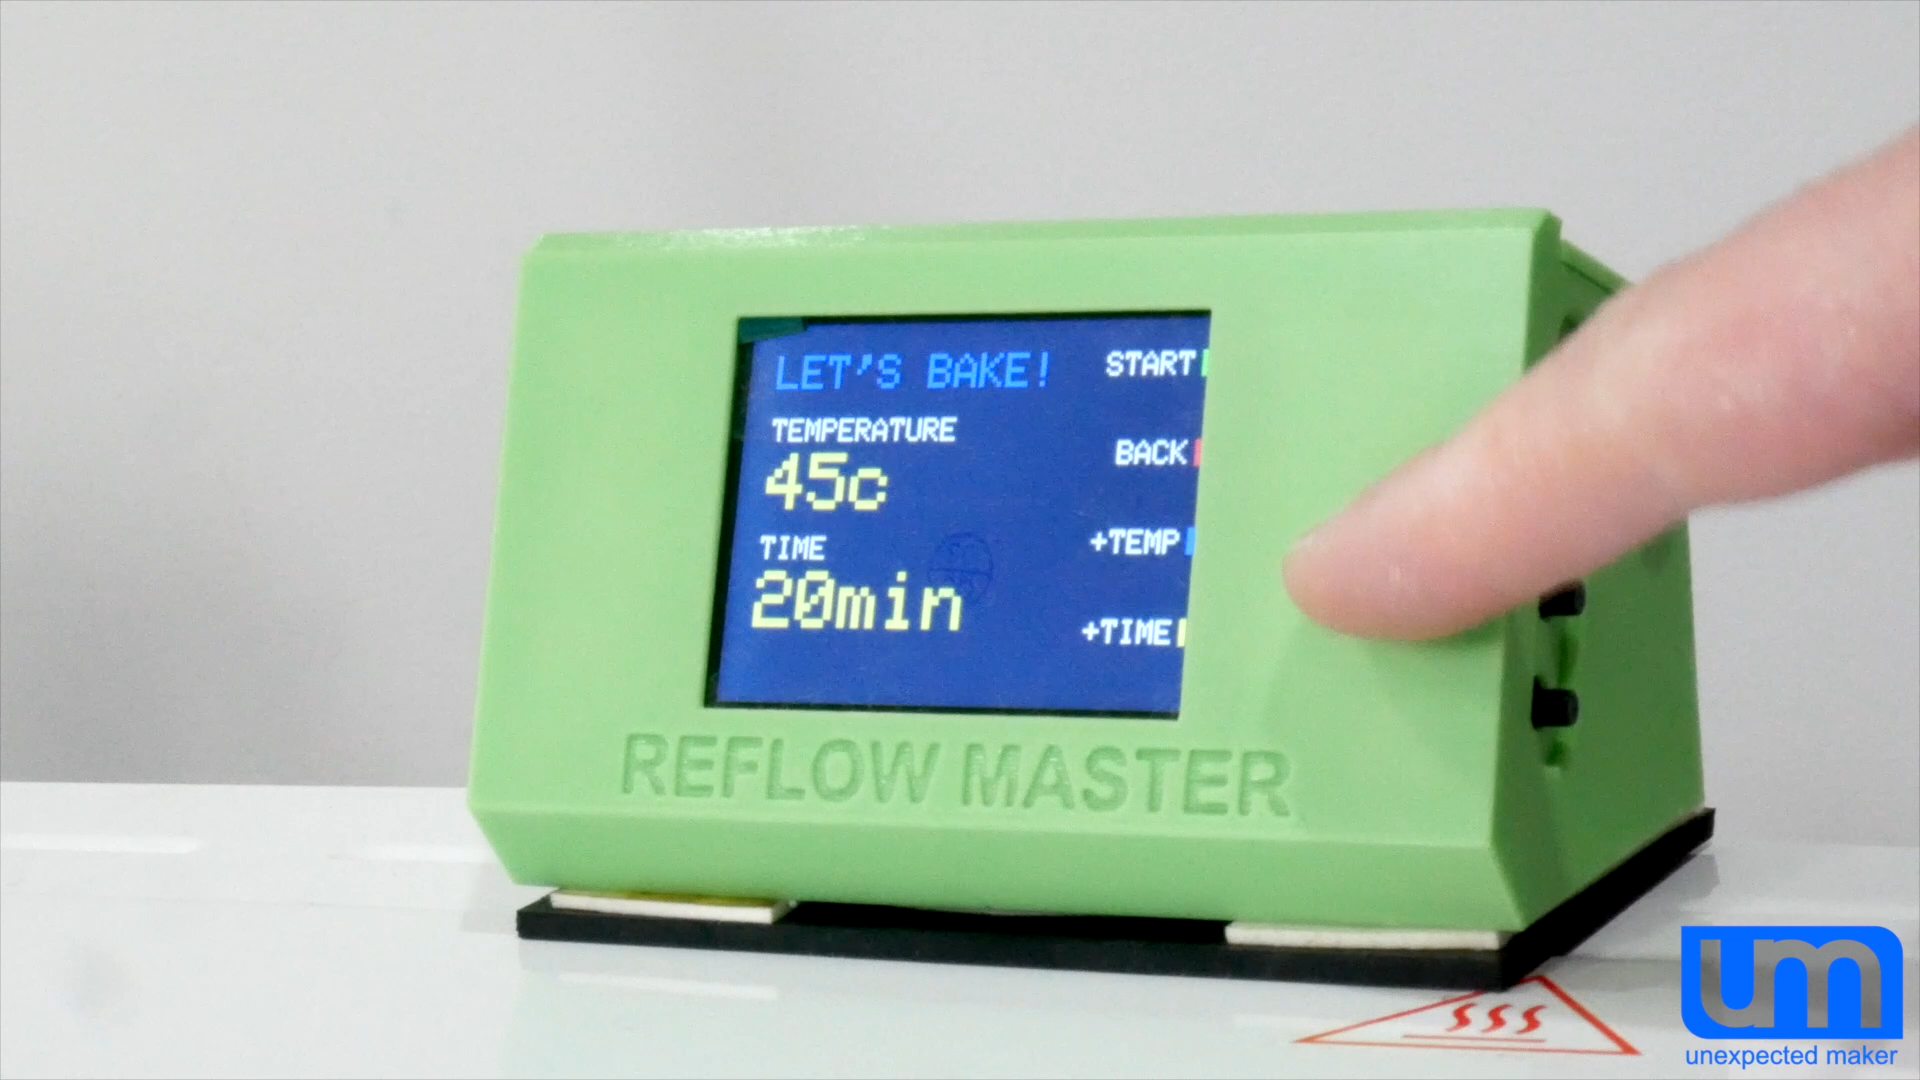 LET'S BAKE!
START
TEMPERATURE
BACK
45c
+TEMP
TIME
20min
+TIME
REFLOW MASTER
um
unexpected maker